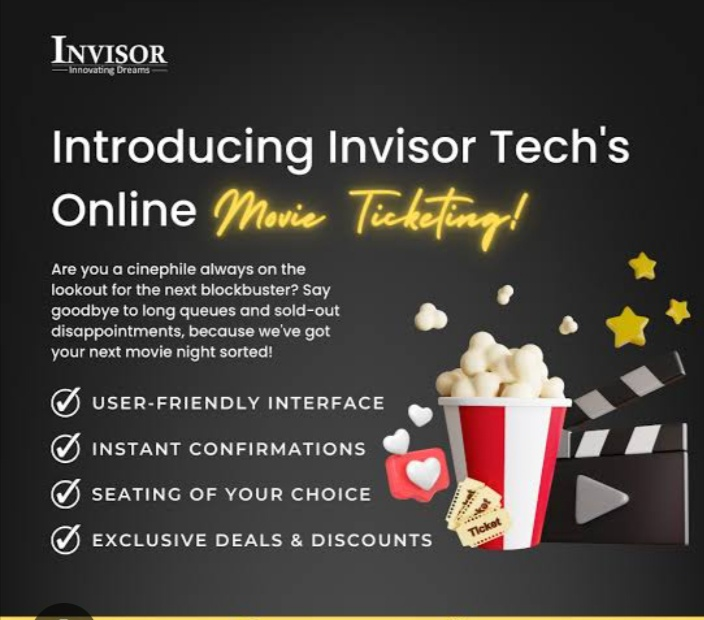 INVISOR
Innovating Dreams
Introducing Invisor Tech's
Online Movie Ticketing!
Are you a cinephile always on the
lookout for the next blockbuster? Say
goodbye to long queues and sold-out
disappointments, because we've got
your next movie night sorted!
USER-FRIENDLY INTERFACE
INSTANT CONFIRMATIONS
SEATING OF YOUR CHOICE
EXCLUSIVE DEALS & DISCOUNTS
Ticket
Ticket
Ticket